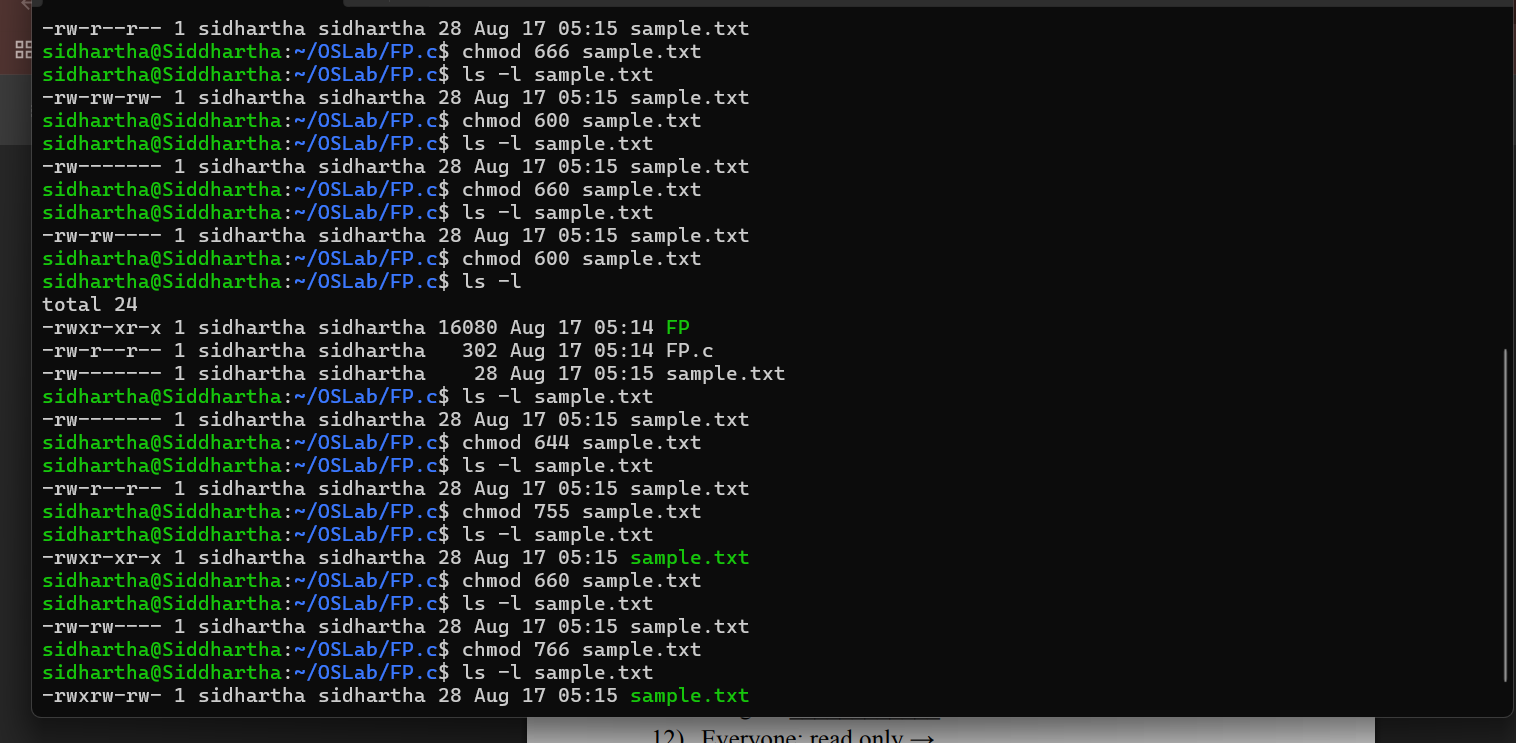 -rw-r--r-- 1 sidhartha sidhartha 28 Aug 17 05:15 sample.txt
sidhartha@Siddhartha:~/OSLab/FP.c$ chmod 666 sample.txt
sidhartha@Siddhartha:~/OSLab/FP.c$ ls -l sample.txt
-rw-rw-rw- 1 sidhartha sidhartha 28 Aug 17 05:15 sample.txt
sidhartha@Siddhartha:~/OSLab/FP.c$ chmod 600 sample.txt
sidhartha@Siddhartha:~/OSLab/FP.c$ ls -l sample.txt
-rw------- 1 sidhartha sidhartha 28 Aug 17 05:15 sample.txt
sidhartha@Siddhartha:~/OSLab/FP.c$ chmod 660 sample.txt
sidhartha@Siddhartha:~/OSLab/FP.c$ ls -l sample.txt
-rw-rw---- 1 sidhartha sidhartha 28 Aug 17 05:15 sample.txt
sidhartha@Siddhartha:~/OSLab/FP.c$ chmod 600 sample.txt
sidhartha@Siddhartha:~/OSLab/FP.c$ ls -l
total 24
-rwxr-xr-x 1 sidhartha sidhartha 16080 Aug 17 05:14 FP
-rw-r--r-- 1 sidhartha sidhartha   302 Aug 17 05:14 FP.c
-rw------- 1 sidhartha sidhartha    28 Aug 17 05:15 sample.txt
sidhartha@Siddhartha:~/OSLab/FP.c$ ls -l sample.txt
-rw------- 1 sidhartha sidhartha 28 Aug 17 05:15 sample.txt
sidhartha@Siddhartha:~/OSLab/FP.c$ chmod 644 sample.txt
sidhartha@Siddhartha:~/OSLab/FP.c$ ls -l sample.txt
-rw-r--r-- 1 sidhartha sidhartha 28 Aug 17 05:15 sample.txt
sidhartha@Siddhartha:~/OSLab/FP.c$ chmod 755 sample.txt
sidhartha@Siddhartha:~/OSLab/FP.c$ ls -l sample.txt
-rwxr-xr-x 1 sidhartha sidhartha 28 Aug 17 05:15 sample.txt
sidhartha@Siddhartha:~/OSLab/FP.c$ chmod 660 sample.txt
sidhartha@Siddhartha:~/OSLab/FP.c$ ls -l sample.txt
-rw-rw---- 1 sidhartha sidhartha 28 Aug 17 05:15 sample.txt
sidhartha@Siddhartha:~/OSLab/FP.c$ chmod 766 sample.txt
sidhartha@Siddhartha:~/OSLab/FP.c$ ls -l sample.txt
-rwxrw-rw- 1 sidhartha sidhartha 28 Aug 17 05:15 sample.txt
12) Everyone: read only →